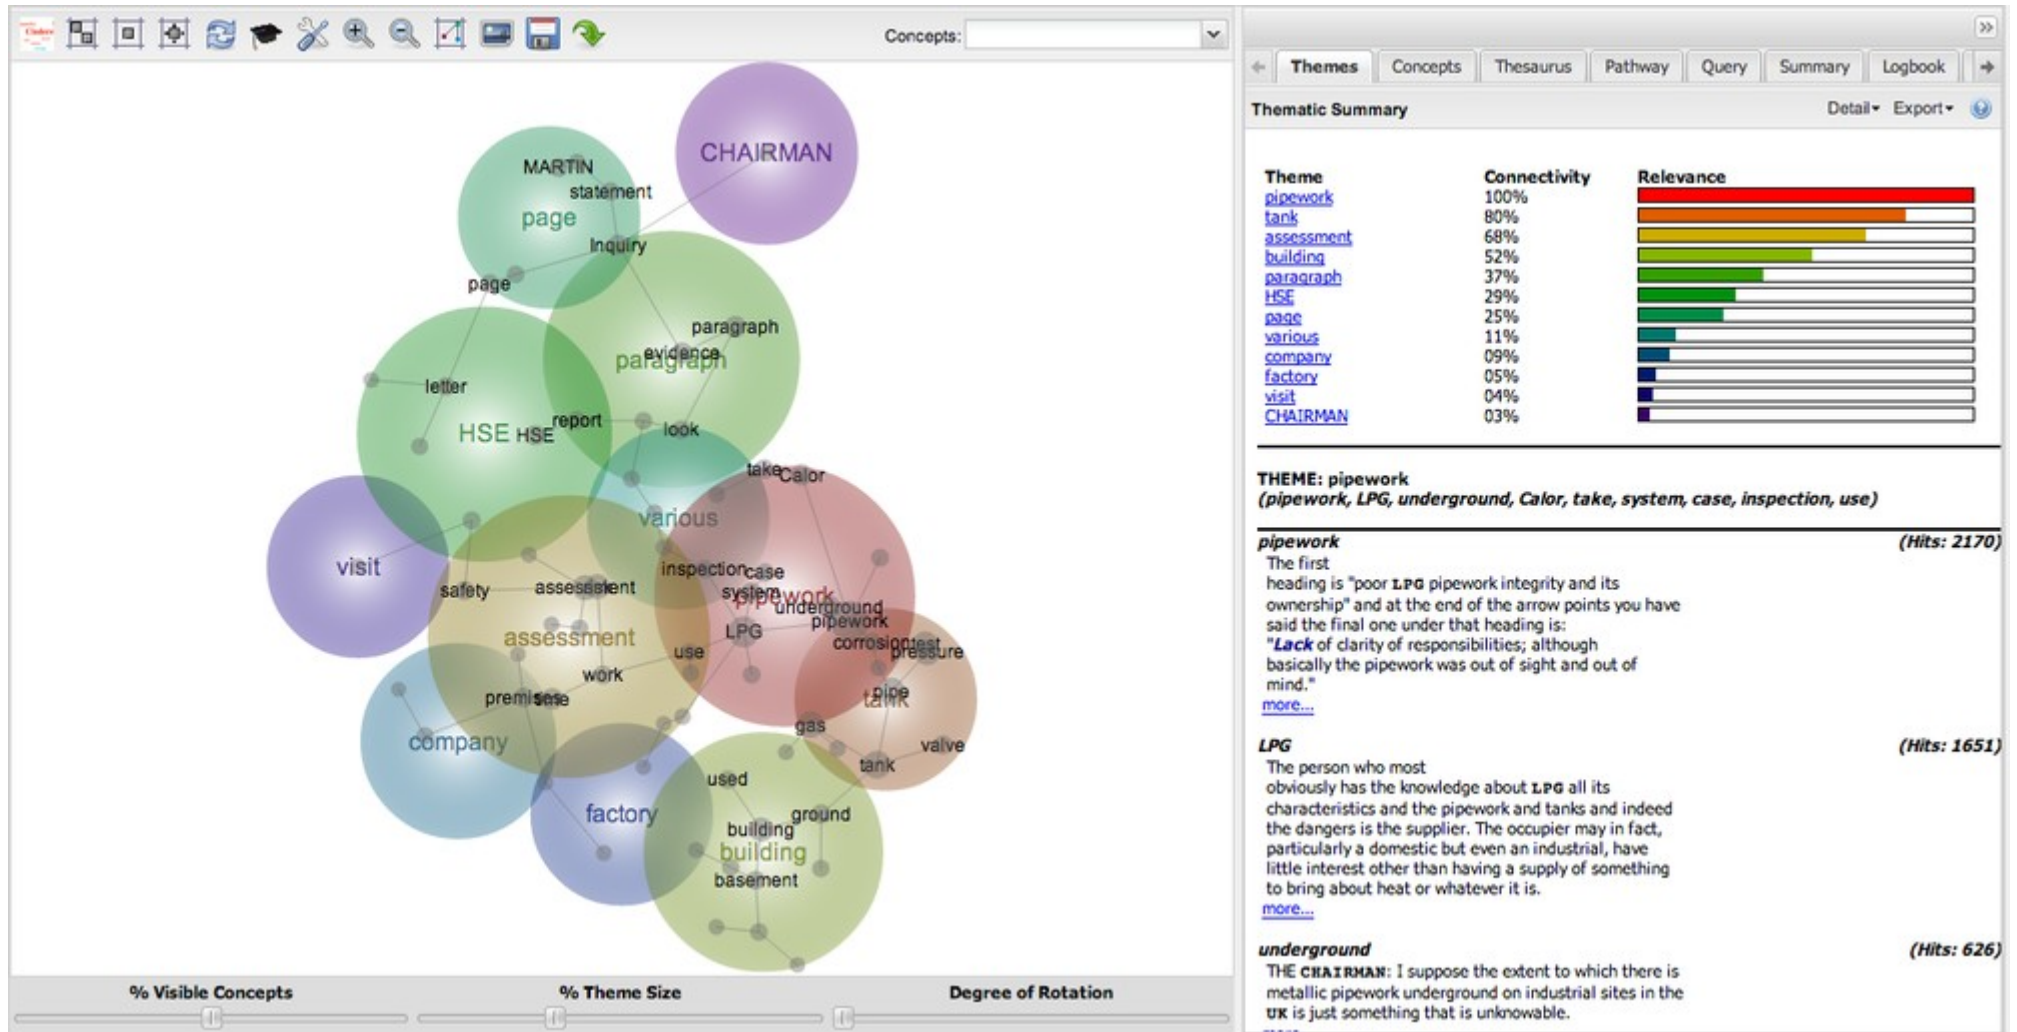 Concepts:
CHAIRMAN
MARTIN
statement
page
Inquiry
page
paragraph
evidence
paragraph
letter
report
HSE HSE
look
take Calor
various
visit
inspection case
safety
assessment
system
pipework
underground
pipework
LPG
assessment
corrosion test
pressure
use
work
pipe
premises
time
tank
gas
company
valve
tank
used
factory
ground
building
building
basement
% Visible Concepts
% Theme Size
Degree of Rotation
Themes Concepts Thesaurus Pathway Query Summary Logbook
Thematic Summary
Detail Export
Theme Connectivity Relevance
pipework 100%
tank 80%
assessment 68%
building 52%
paragraph 37%
HSE 29%
page 25%
various 11%
company 09%
factory 05%
visit 04%
CHAIRMAN 03%
THEME: pipework
(pipework, LPG, underground, Calor, take, system, case, inspection, use)
pipework (Hits: 2170)
The first
heading is "poor LPG pipework integrity and its
ownership" and at the end of the arrow points you have
said the final one under that heading is:
"Lack of clarity of responsibilities; although
basically the pipework was out of sight and out of
mind."
more...
LPG (Hits: 1651)
The person who most
obviously has the knowledge about LPG all its
characteristics and the pipework and tanks and indeed
the dangers is the supplier. The occupier may in fact,
particularly a domestic but even an industrial, have
little interest other than having a supply of something
to bring about heat or whatever it is.
more...
underground (Hits: 626)
THE CHAIRMAN: I suppose the extent to which there is
metallic pipework underground on industrial sites in the
UK is just something that is unknowable.